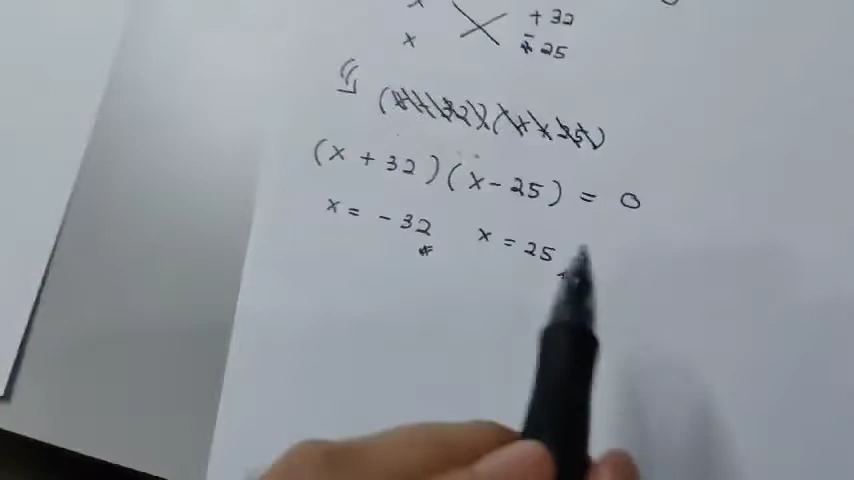 x + 32
x - 25
(x + 32)(x - 25) = 0
x = - 32 x = 25